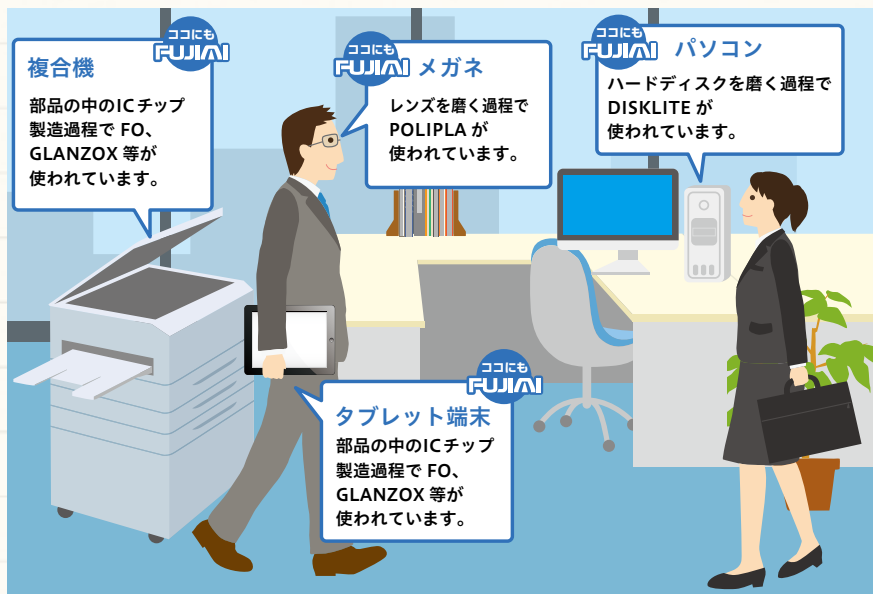 ココにも
FUJIMI
複合機
部品の中のICチップ
製造過程で FO、
GLANZOX 等が
使われています。
ココにも
FUJIMI
メガネ
レンズを磨く過程で
POLIPLA が
使われています。
ココにも
FUJIMI
パソコン
ハードディスクを磨く過程で
DISKLITE が
使われています。
ココにも
FUJIMI
タブレット端末
部品の中のICチップ
製造過程で FO、
GLANZOX 等が
使われています。